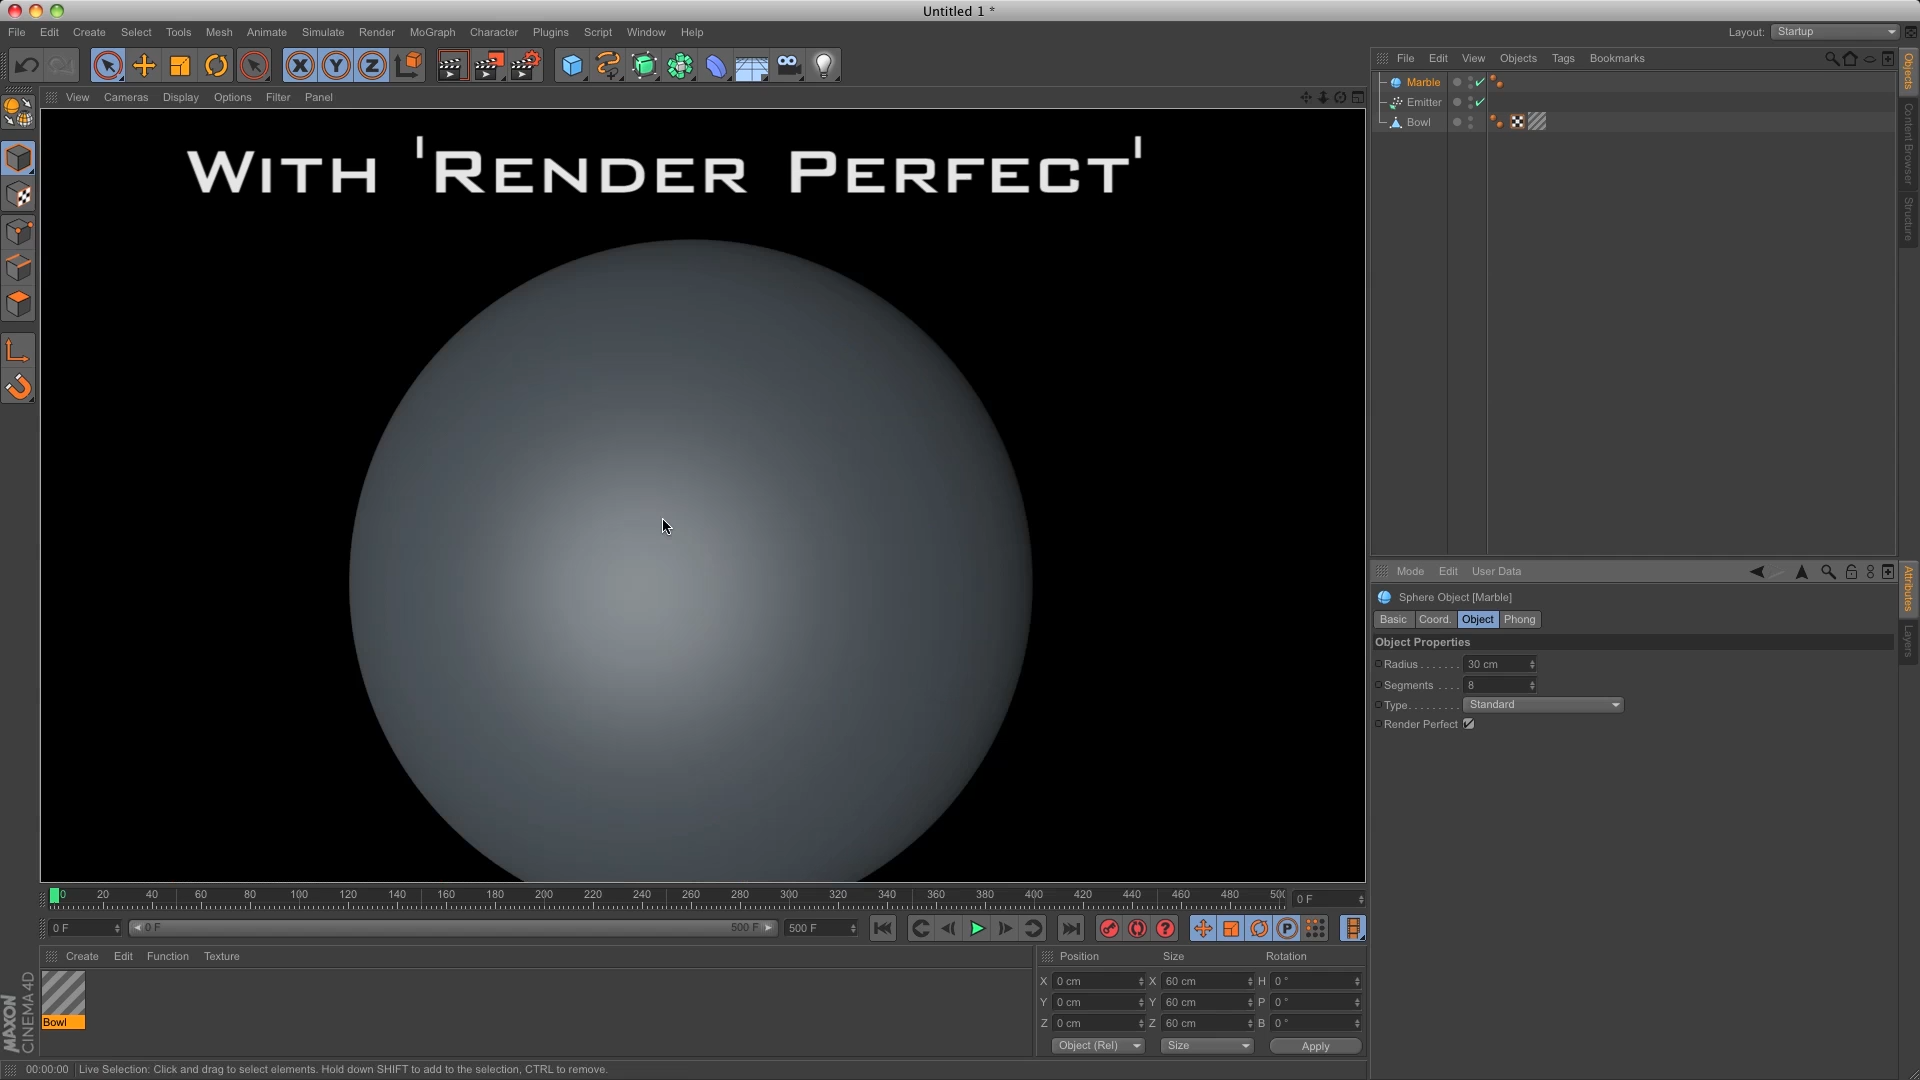 Untitled 1 *
File Edit Create Select Tools Mesh Animate Simulate Render MoGraph Character Plugins Script Window Help
Layout: Startup
File Edit View Objects Tags Bookmarks
View Cameras Display Options Filter Panel
Marble
Emitter
Bowl
Objects
Content Browser
Structure
With 'Render Perfect'
Mode Edit User Data
Sphere Object [Marble]
Basic Coord. Object Phong
Object Properties
Radius . . . . . . . 30 cm
Segments . . . . 8
Type. . . . . . . . . Standard
Render Perfect
Attributes
Layers
0 20 40 60 80 100 120 140 160 180 200 220 240 260 280 300 320 340 360 380 400 420 440 460 480 500
0 F
0 F 0 F 500 F 500 F
Create Edit Function Texture
Bowl
Position Size Rotation
X 0 cm X 60 cm H 0 °
Y 0 cm Y 60 cm P 0 °
Z 0 cm Z 60 cm B 0 °
Object (Rel) Size Apply
MAXON
CINEMA 4D
00:00:00 Live Selection: Click and drag to select elements. Hold down SHIFT to add to the selection, CTRL to remove.